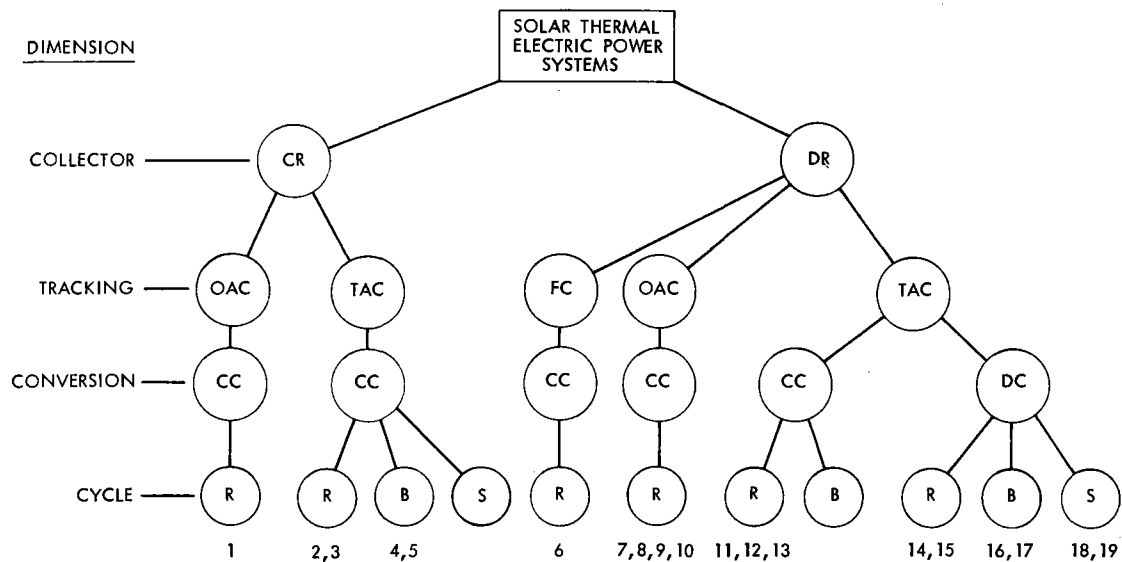 SOLAR THERMAL
ELECTRIC POWER
SYSTEMS
DIMENSION
COLLECTOR CR DR
TRACKING OAC TAC FC OAC TAC
CONVERSION CC CC CC CC CC DC
CYCLE R R B S R R R B R B S
1 2,3 4,5 6 7,8,9,10 11,12,13 14,15 16,17 18,19